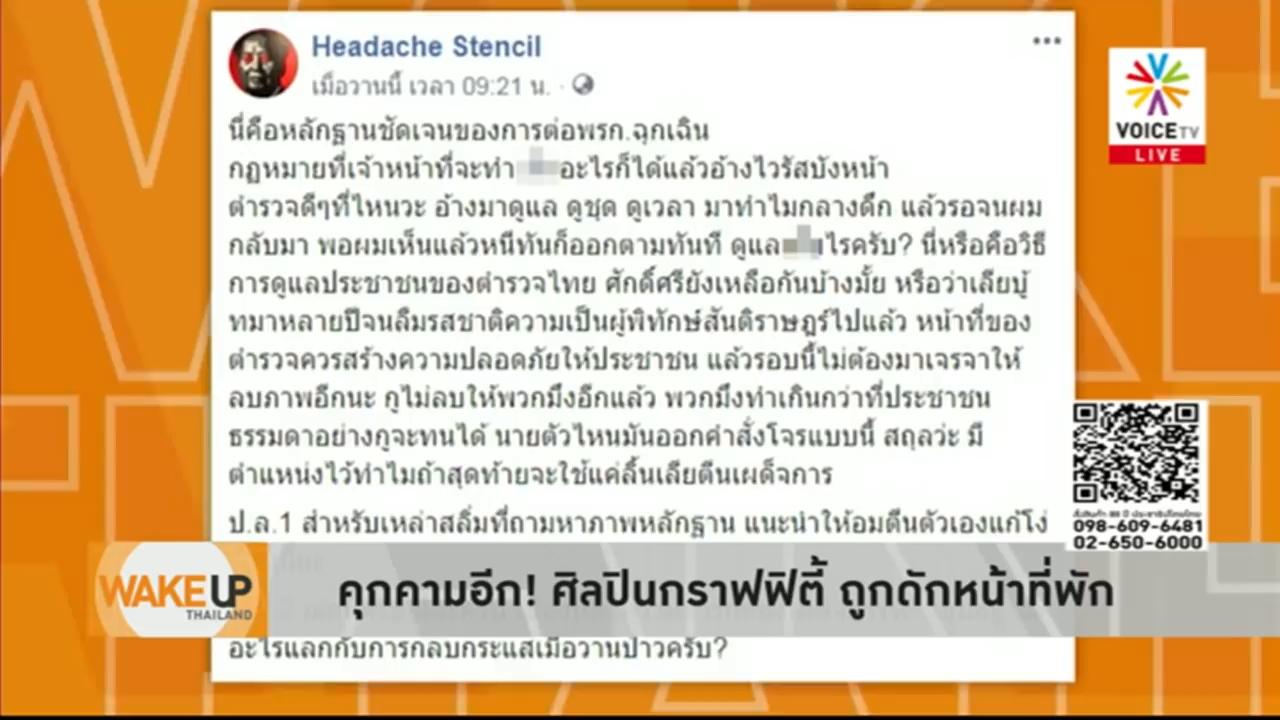 Headache Stencil
เมื่อวานนี้ เวลา 09:21 น.
นี่คือหลักฐานชัดเจนของการต่อพรก.ฉุกเฉิน
กฎหมายที่เจ้าหน้าที่จะทำ อะไรก็ได้แล้วอ้างไวรัสบังหน้า
ตำรวจดีๆที่ไหนวะ อ้างมาดูแล ดูชุด ดูเวลา มาทำไมกลางดึก แล้วรอจนผม
กลับมา พอผมเห็นแล้วหนีทันก็ออกตามทันที ดูแล ไรครับ? นี่หรือคือวิธี
การดูแลประชาชนของตำรวจไทย ศักดิ์ศรียังเหลือกันบ้างมั้ย หรือว่าเลียบู้
ทมาหลายปีจนลืมรสชาติความเป็นผู้พิทักษ์สันติราษฎร์ไปแล้ว หน้าที่ของ
ตำรวจควรสร้างความปลอดภัยให้ประชาชน แล้วรอบนี้ไม่ต้องมาเจรจาให้
ลบภาพอีกนะ กูไม่ลบให้พวกมึงอีกแล้ว พวกมึงทำเกินกว่าที่ประชาชน
ธรรมดาอย่างกูจะทนได้ นายตัวไหนมันออกคำสั่งโจรแบบนี้ สถุลว่ะ มี
ตำแหน่งไว้ทำไมถ้าสุดท้ายจะใช้แค่ลิ้นเลียตีนเผด็จการ
ป.ล.1 สำหรับเหล่าสลิ่มที่ถามหาภาพหลักฐาน แนะนำให้อมตีนตัวเองแก้โง่
อะไรแลกกับการกลบกระแสเมื่อวานป่าวครับ?
VOICE TV
LIVE
098-609-6481
02-650-6000
WAKE UP
THAILAND
คุกคามอีก! ศิลปินกราฟฟิตี้ ถูกดักหน้าที่พัก